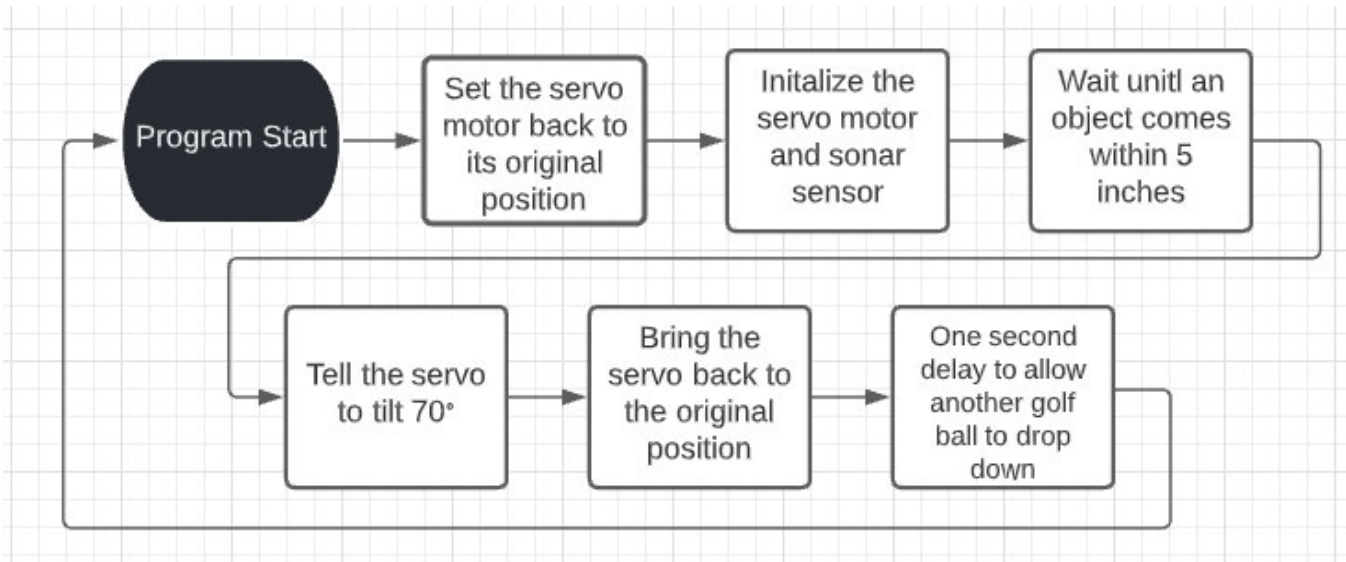 Program Start
Set the servo
motor back to
its original
position
Initalize the
servo motor
and sonar
sensor
Wait unitl an
object comes
within 5
inches
Tell the servo
to tilt 70°
Bring the
servo back to
the original
position
One second
delay to allow
another golf
ball to drop
down